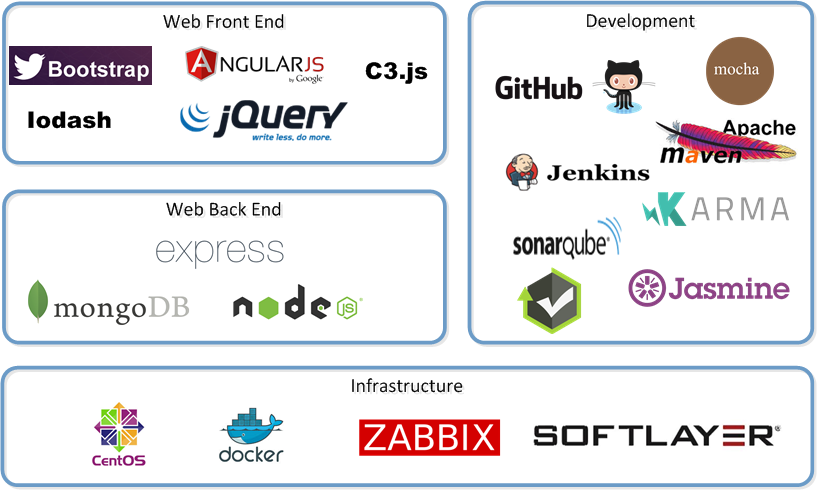 Web Front End
Bootstrap
ANGULARJS
by Google
C3.js
lodash
jQuery
write less, do more.
Web Back End
express
mongoDB
node
JS
Development
GitHub
mocha
Apache
maven
Jenkins
KARMA
sonarqube
Jasmine
Infrastructure
CentOS
docker
ZABBIX
SOFTLAYER®